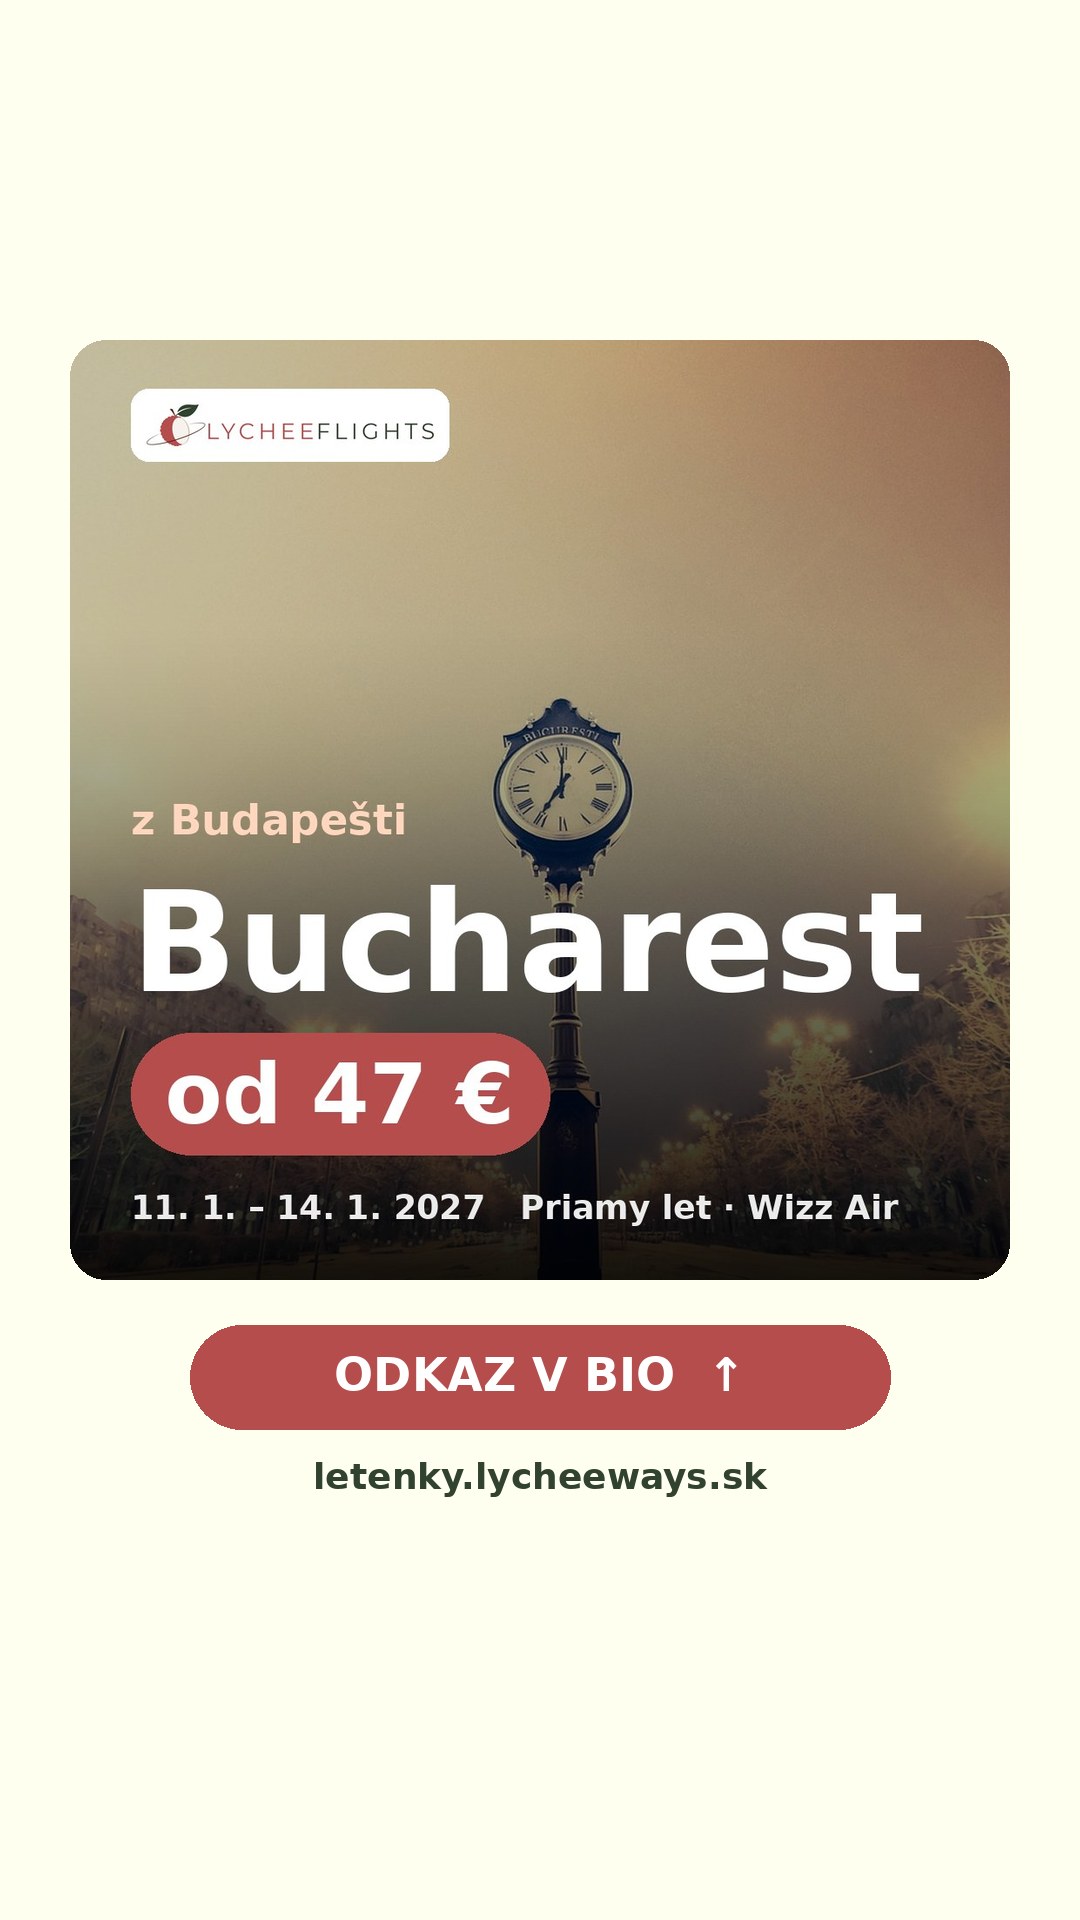 LYCHEEFLIGHTS
BUCUREȘTI
z Budapešti
Bucharest
od 47 €
11. 1. – 14. 1. 2027 Priamy let · Wizz Air
ODKAZ V BIO ↑
letenky.lycheeways.sk